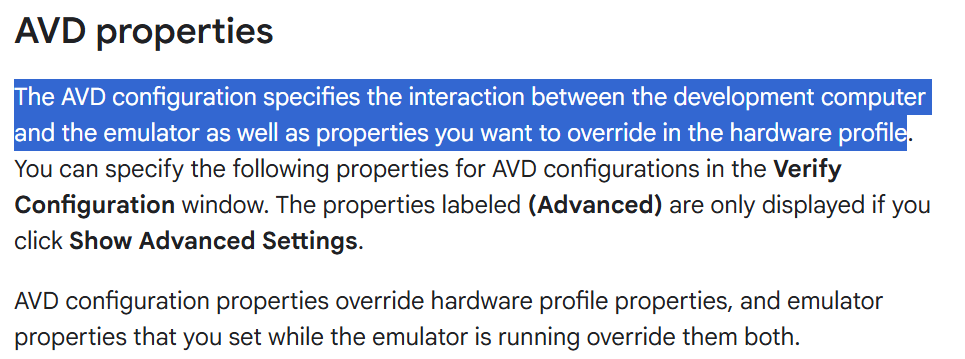 AVD properties
The AVD configuration specifies the interaction between the development computer
and the emulator as well as properties you want to override in the hardware profile.
You can specify the following properties for AVD configurations in the Verify
Configuration window. The properties labeled (Advanced) are only displayed if you
click Show Advanced Settings.
AVD configuration properties override hardware profile properties, and emulator
properties that you set while the emulator is running override them both.